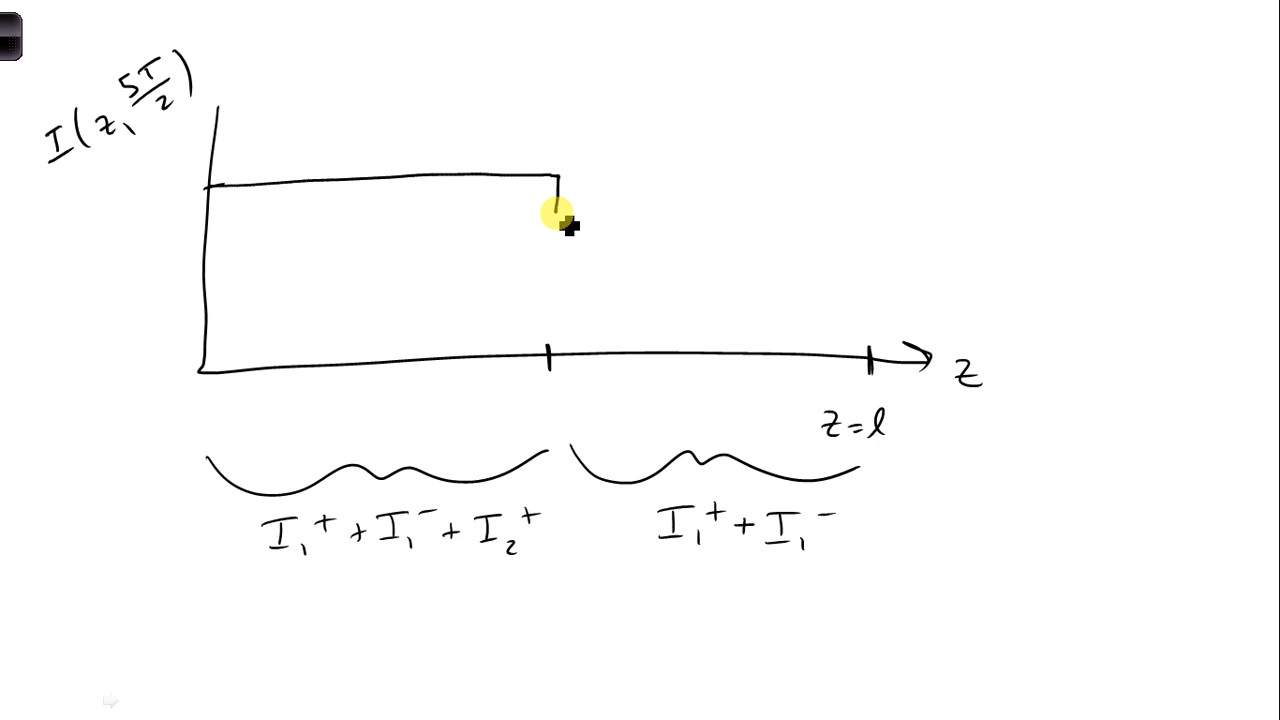 I(z, 5T/2)
z
z=l
I₁⁺ + I₁⁻ + I₂⁺
I₁⁺ + I₁⁻